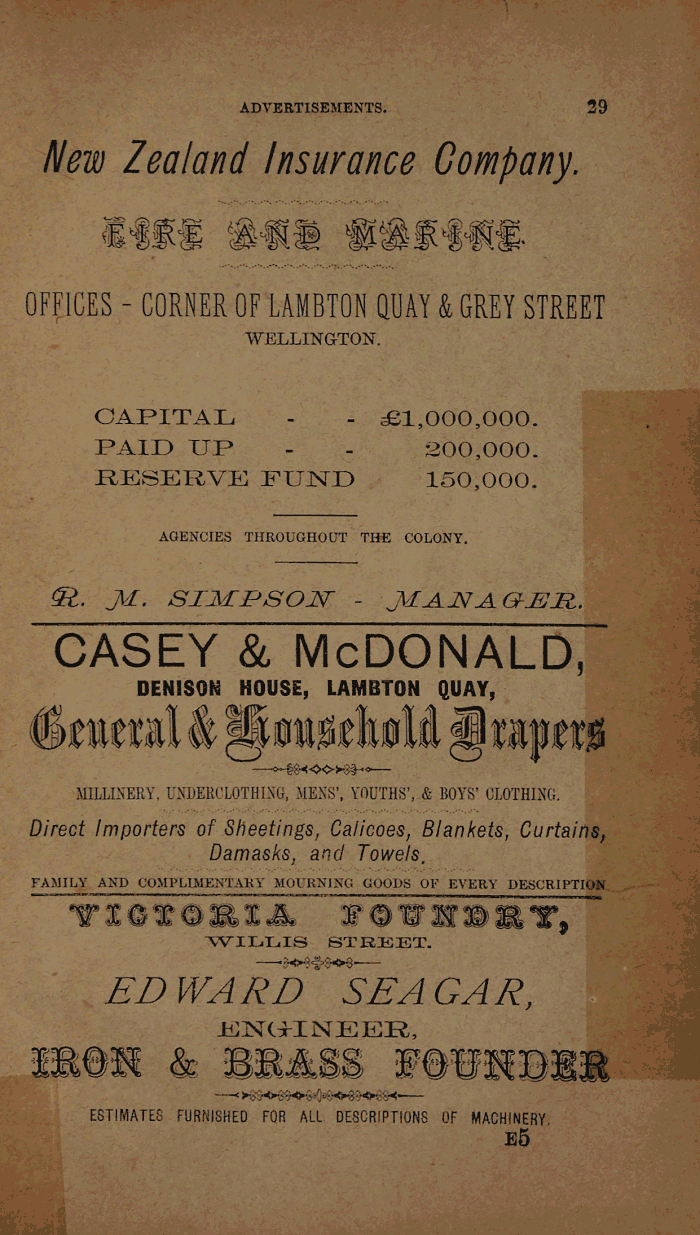 ADVERTISEMENTS. 29
New Zealand Insurance Company.
FIRE AND MARINE.
OFFICES - CORNER OF LAMBTON QUAY & GREY STREET
WELLINGTON.
CAPITAL - - £1,000,000.
PAID UP - - 200,000.
RESERVE FUND 150,000.
AGENCIES THROUGHOUT THE COLONY.
R. M. SIMPSON - MANAGER.
CASEY & McDONALD,
DENISON HOUSE, LAMBTON QUAY,
General & Household Drapers
MILLINERY, UNDERCLOTHING, MENS', YOUTHS', & BOYS' CLOTHING.
Direct Importers of Sheetings, Calicoes, Blankets, Curtains,
Damasks, and Towels.
FAMILY AND COMPLIMENTARY MOURNING GOODS OF EVERY DESCRIPTION
VICTORIA FOUNDRY,
WILLIS STREET.
EDWARD SEAGAR,
ENGINEER,
IRON & BRASS FOUNDER
ESTIMATES FURNISHED FOR ALL DESCRIPTIONS OF MACHINERY.
E5